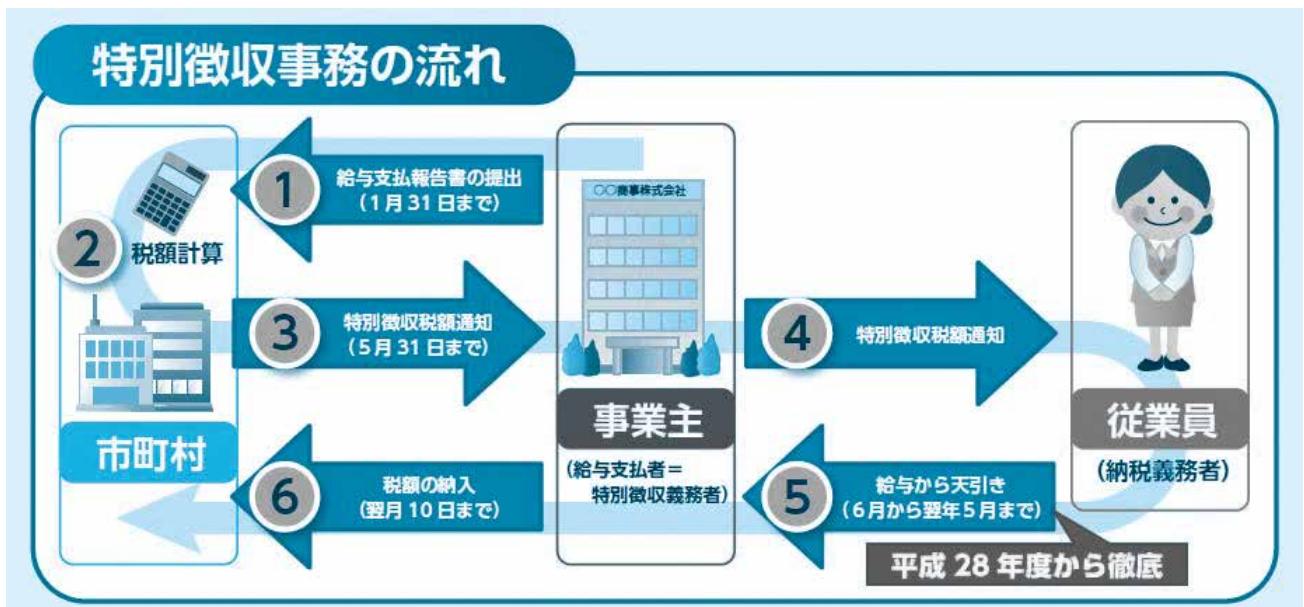 特別徴収事務の流れ
1
給与支払報告書の提出
(1月31日まで)
2
税額計算
3
特別徴収税額通知
(5月31日まで)
4
特別徴収税額通知
○○商事株式会社
市町村
事業主
(給与支払者=
特別徴収義務者)
従業員
(納税義務者)
5
給与から天引き
(6月から翌年5月まで)
平成28年度から徹底
6
税額の納入
(翌月10日まで)